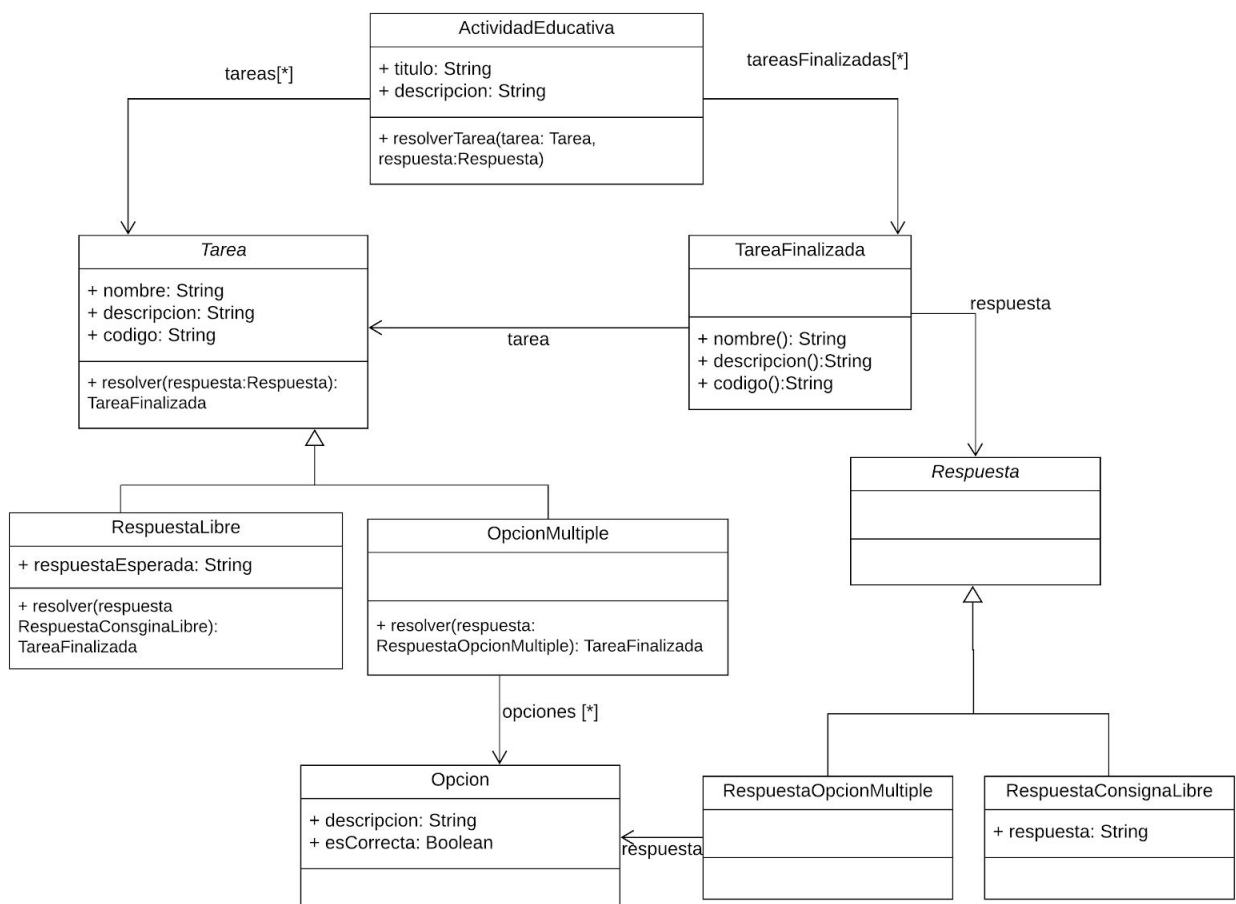 ActividadEducativa
+ titulo: String
+ descripcion: String
+ resolverTarea(tarea: Tarea,
respuesta:Respuesta)
tareas[*]
tareasFinalizadas[*]
Tarea
+ nombre: String
+ descripcion: String
+ codigo: String
+ resolver(respuesta:Respuesta):
TareaFinalizada
tarea
TareaFinalizada
+ nombre(): String
+ descripcion():String
+ codigo():String
respuesta
Respuesta
RespuestaLibre
+ respuestaEsperada: String
+ resolver(respuesta
RespuestaConsginaLibre):
TareaFinalizada
OpcionMultiple
+ resolver(respuesta:
RespuestaOpcionMultiple): TareaFinalizada
opciones [*]
Opcion
+ descripcion: String
+ esCorrecta: Boolean
respuesta
RespuestaOpcionMultiple
RespuestaConsignaLibre
+ respuesta: String